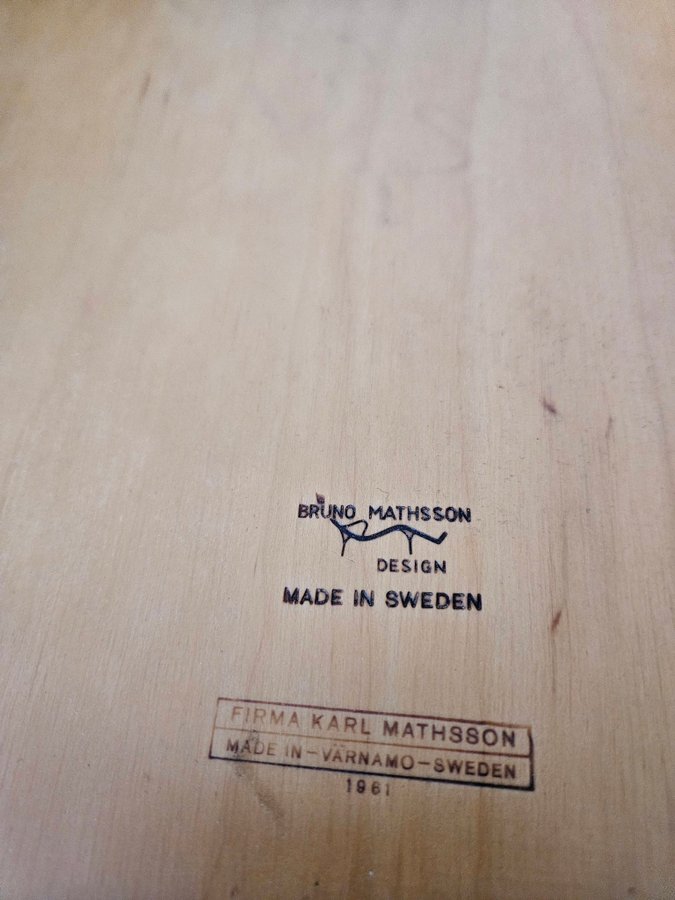 BRUNO MATHSSON
DESIGN
MADE IN SWEDEN
FIRMA KARL MATHSSON
MADE IN-VÄRNAMO-SWEDEN
1961